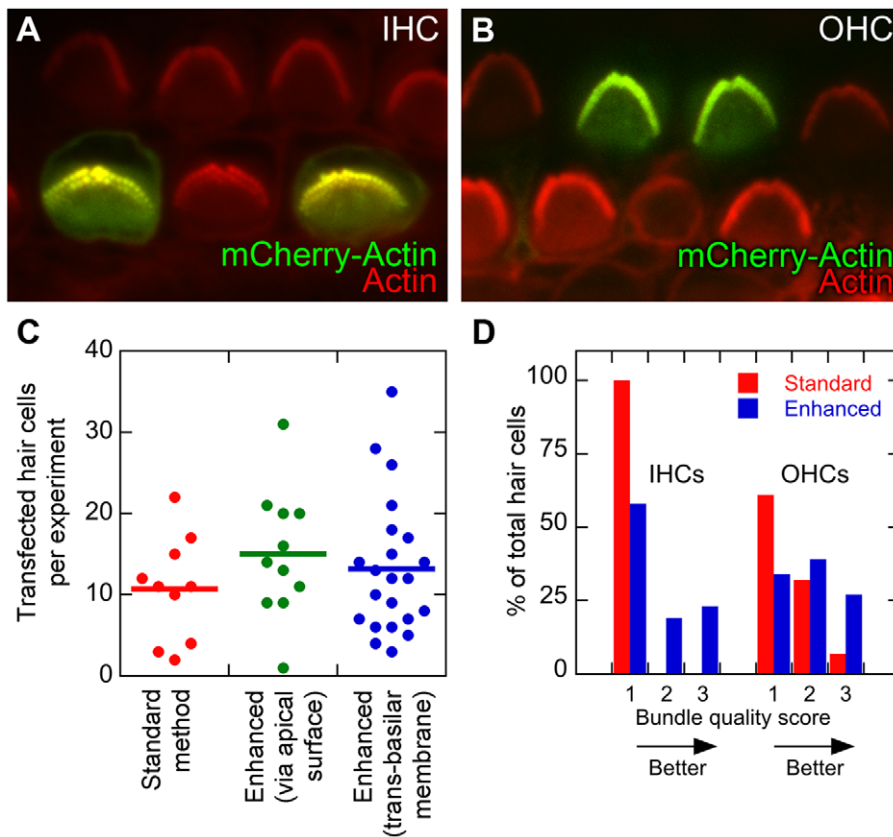 A
IHC
mCherry-Actin
Actin
B
OHC
mCherry-Actin
Actin
C
Transfected hair cells
per experiment
40
30
20
10
0
Standard
method
Enhanced
(via apical
surface)
Enhanced
(trans-basilar
membrane)
D
% of total hair cells
100
75
50
25
0
Standard
Enhanced
IHCs
OHCs
1 2 3 1 2 3
Bundle quality score
Better Better